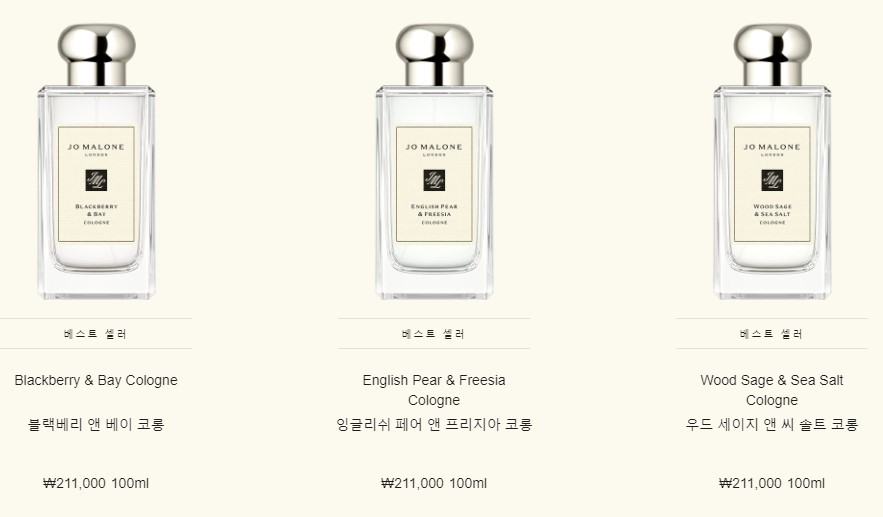 JO MALONE
LONDON
JML
BLACKBERRY
& BAY
COLOGNE
JO MALONE
LONDON
JML
ENGLISH PEAR
& FREESIA
COLOGNE
JO MALONE
LONDON
JML
WOOD SAGE
& SEA SALT
COLOGNE
베스트 셀러
베스트 셀러
베스트 셀러
Blackberry & Bay Cologne
블랙베리 앤 베이 코롱
₩211,000 100ml
English Pear & Freesia
Cologne
잉글리쉬 페어 앤 프리지아 코롱
₩211,000 100ml
Wood Sage & Sea Salt
Cologne
우드 세이지 앤 씨 솔트 코롱
₩211,000 100ml